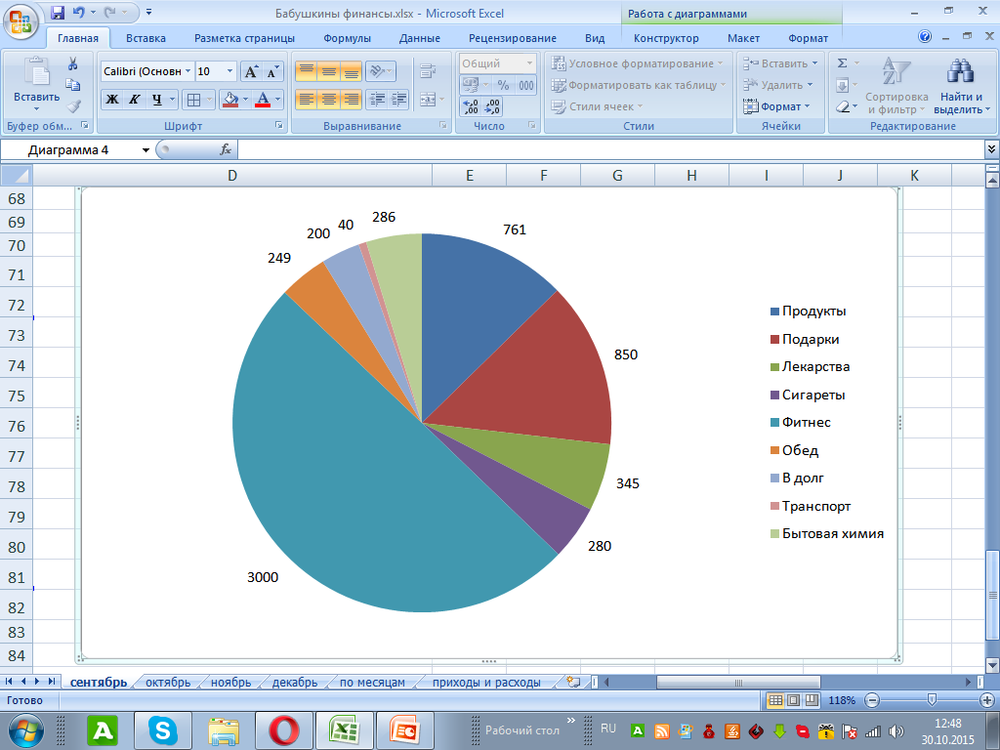 Бабушкины финансы.xlsx - Microsoft Excel
Работа с диаграммами
Главная Вставка Разметка страницы Формулы Данные Рецензирование Вид Конструктор Макет Формат
Вставить
Буфер обм...
Calibri (Основн 10
Ж К Ч
Шрифт
Выравнивание
Общий
% 000
Число
Условное форматирование
Форматировать как таблицу
Стили ячеек
Стили
Вставить
Удалить
Формат
Ячейки
Σ
Сортировка и фильтр
Найти и выделить
Редактирование
Диаграмма 4 fx
D E F G H I J K
68
69
70
71
72
73
74
75
76
77
78
79
80
81
82
83
84
761
850
345
280
3000
249
200
40
286
Продукты
Подарки
Лекарства
Сигареты
Фитнес
Обед
В долг
Транспорт
Бытовая химия
сентябрь октябрь ноябрь декабрь по месяцам приходы и расходы
Готово 118%
Рабочий стол RU 12:48
30.10.2015